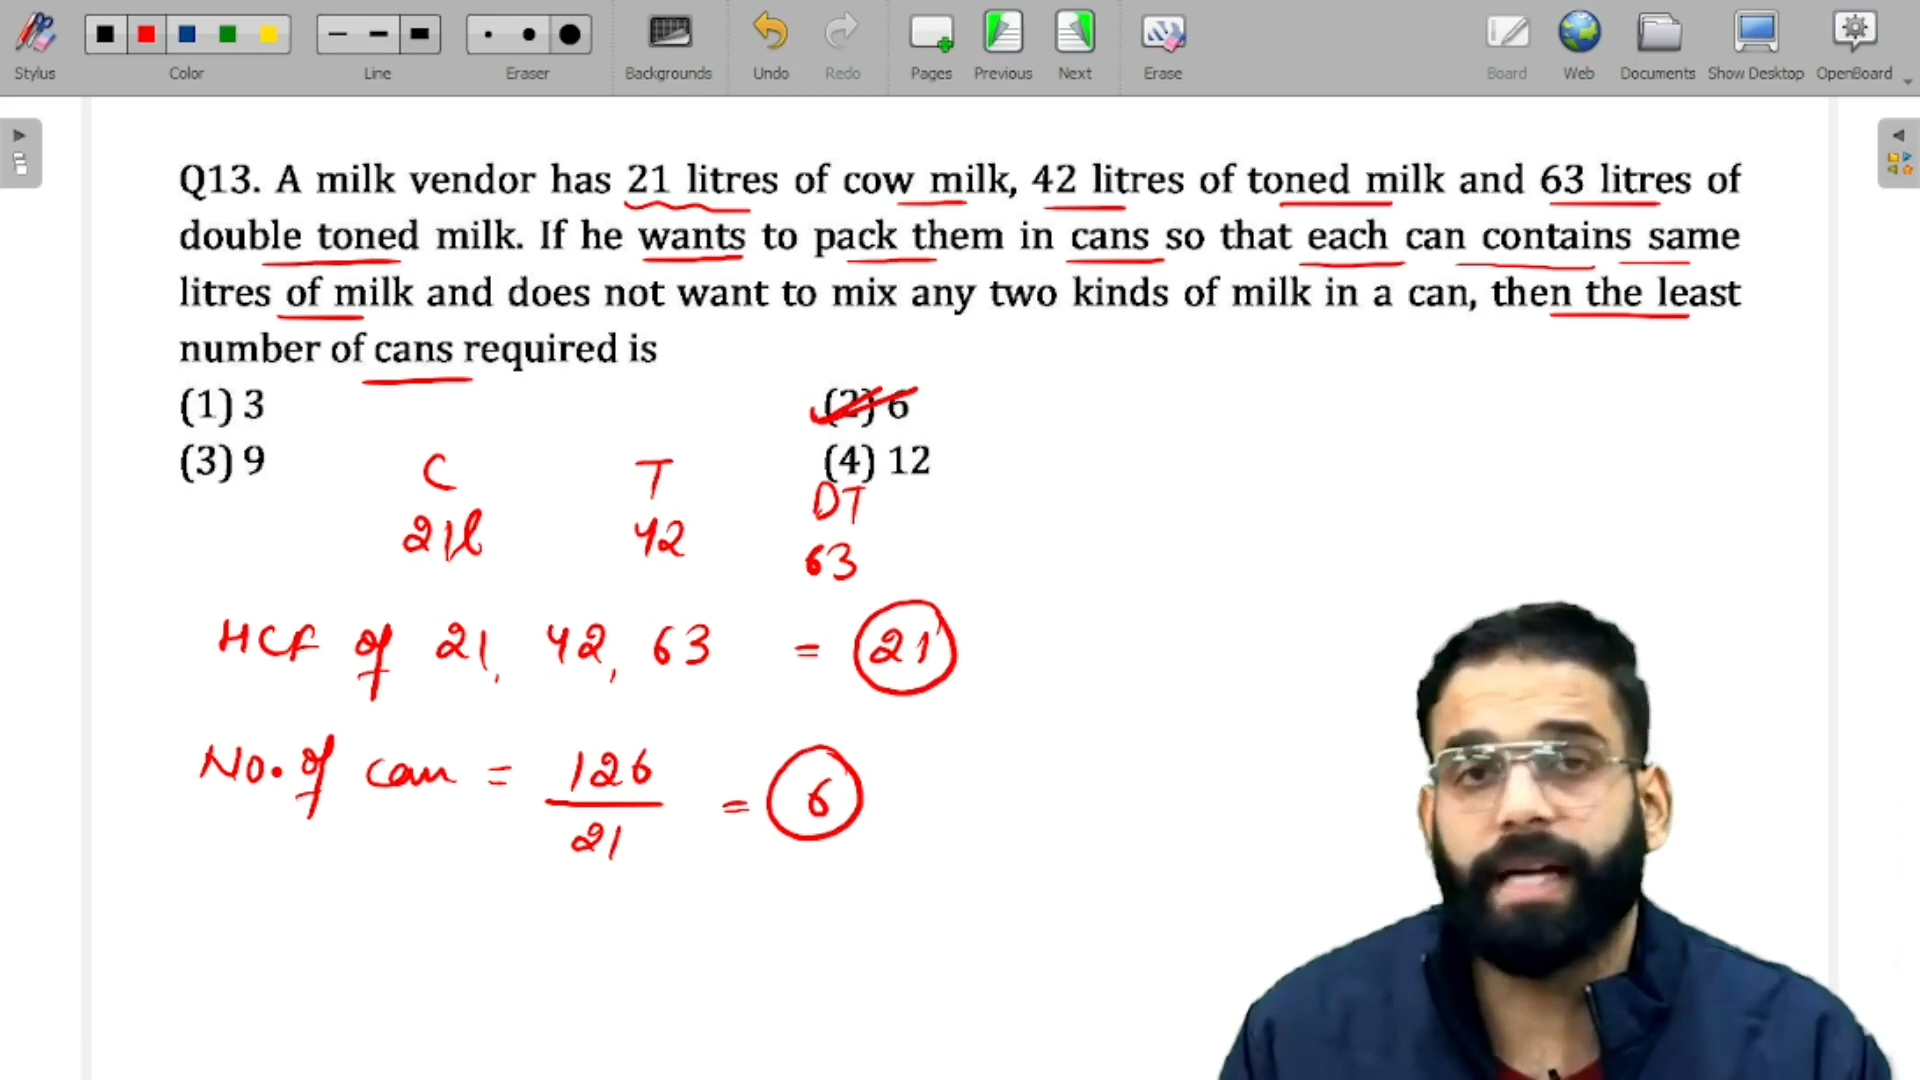 Stylus Color Line Eraser Backgrounds Undo Redo Pages Previous Next Erase Board Web Documents Show Desktop OpenBoard
Q13. A milk vendor has 21 litres of cow milk, 42 litres of toned milk and 63 litres of
double toned milk. If he wants to pack them in cans so that each can contains same
litres of milk and does not want to mix any two kinds of milk in a can, then the least
number of cans required is
(1) 3 (2) 6
(3) 9 (4) 12
C T DT
21l 42 63
HCF of 21, 42, 63 = 21
No. of can = 126
21
= 6